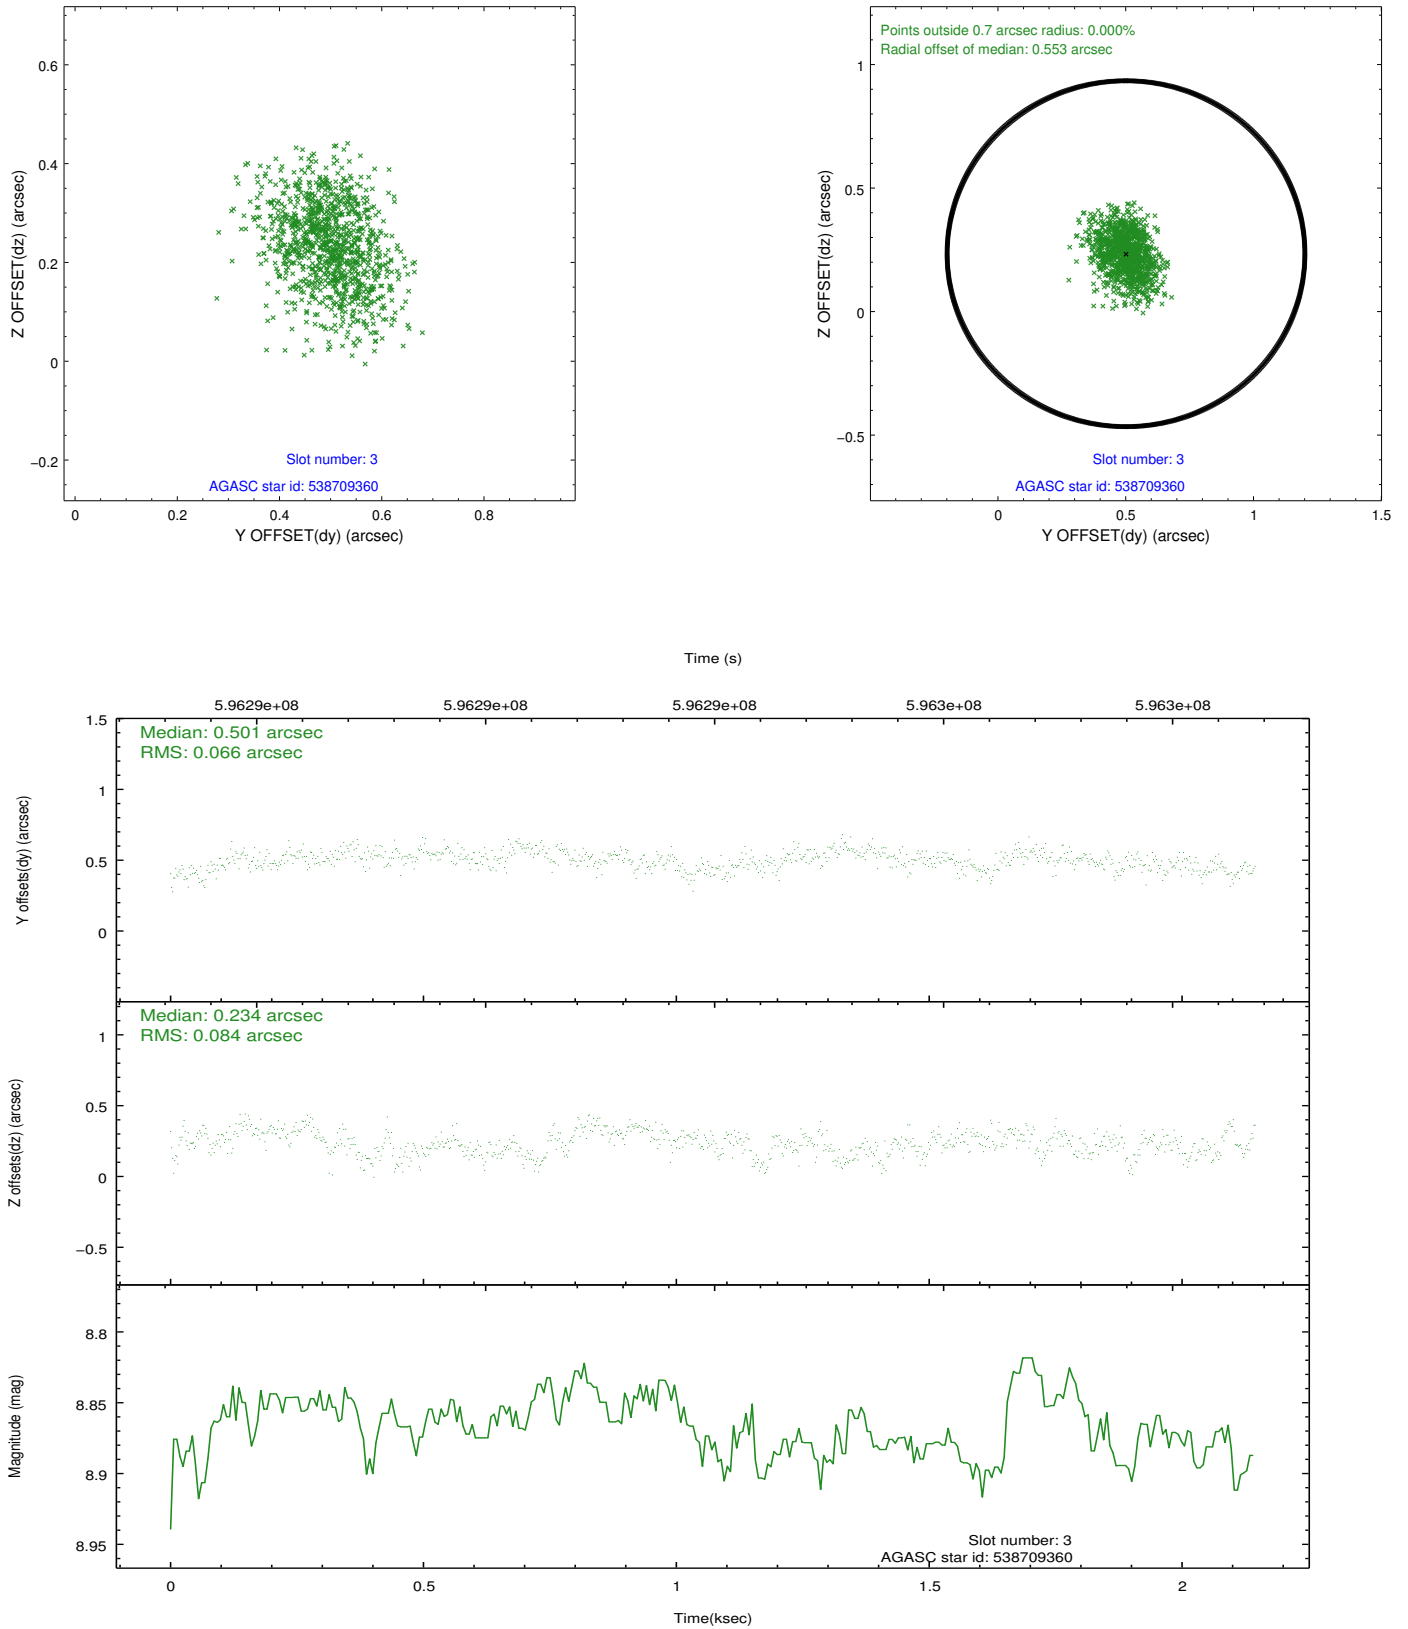 0.6
0.4
0.2
0
−0.2
Z OFFSET(dz) (arcsec)
Slot number: 3
AGASC star id: 538709360
0 0.2 0.4 0.6 0.8
Y OFFSET(dy) (arcsec)
Points outside 0.7 arcsec radius: 0.000%
Radial offset of median: 0.553 arcsec
1
0.5
0
−0.5
Z OFFSET(dz) (arcsec)
Slot number: 3
AGASC star id: 538709360
0 0.5 1 1.5
Y OFFSET(dy) (arcsec)
Time (s)
5.9629e+08 5.9629e+08 5.9629e+08 5.963e+08 5.963e+08
Median: 0.501 arcsec
RMS: 0.066 arcsec
1.5
1
0.5
0
Y offsets(dy) (arcsec)
Median: 0.234 arcsec
RMS: 0.084 arcsec
1
0.5
0
−0.5
Z offsets(dz) (arcsec)
8.8
8.85
8.9
8.95
Magnitude (mag)
Slot number: 3
AGASC star id: 538709360
0 0.5 1 1.5 2
Time(ksec)